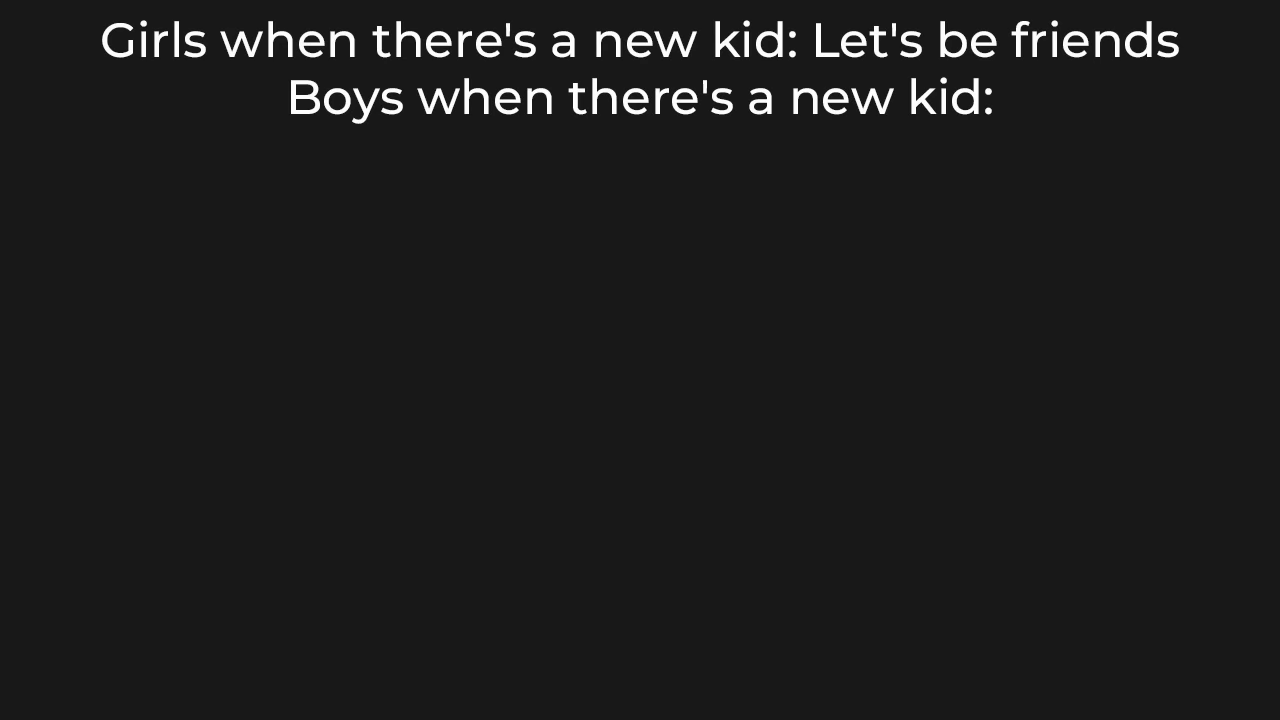 Girls when there's a new kid: Let's be friends
Boys when there's a new kid: